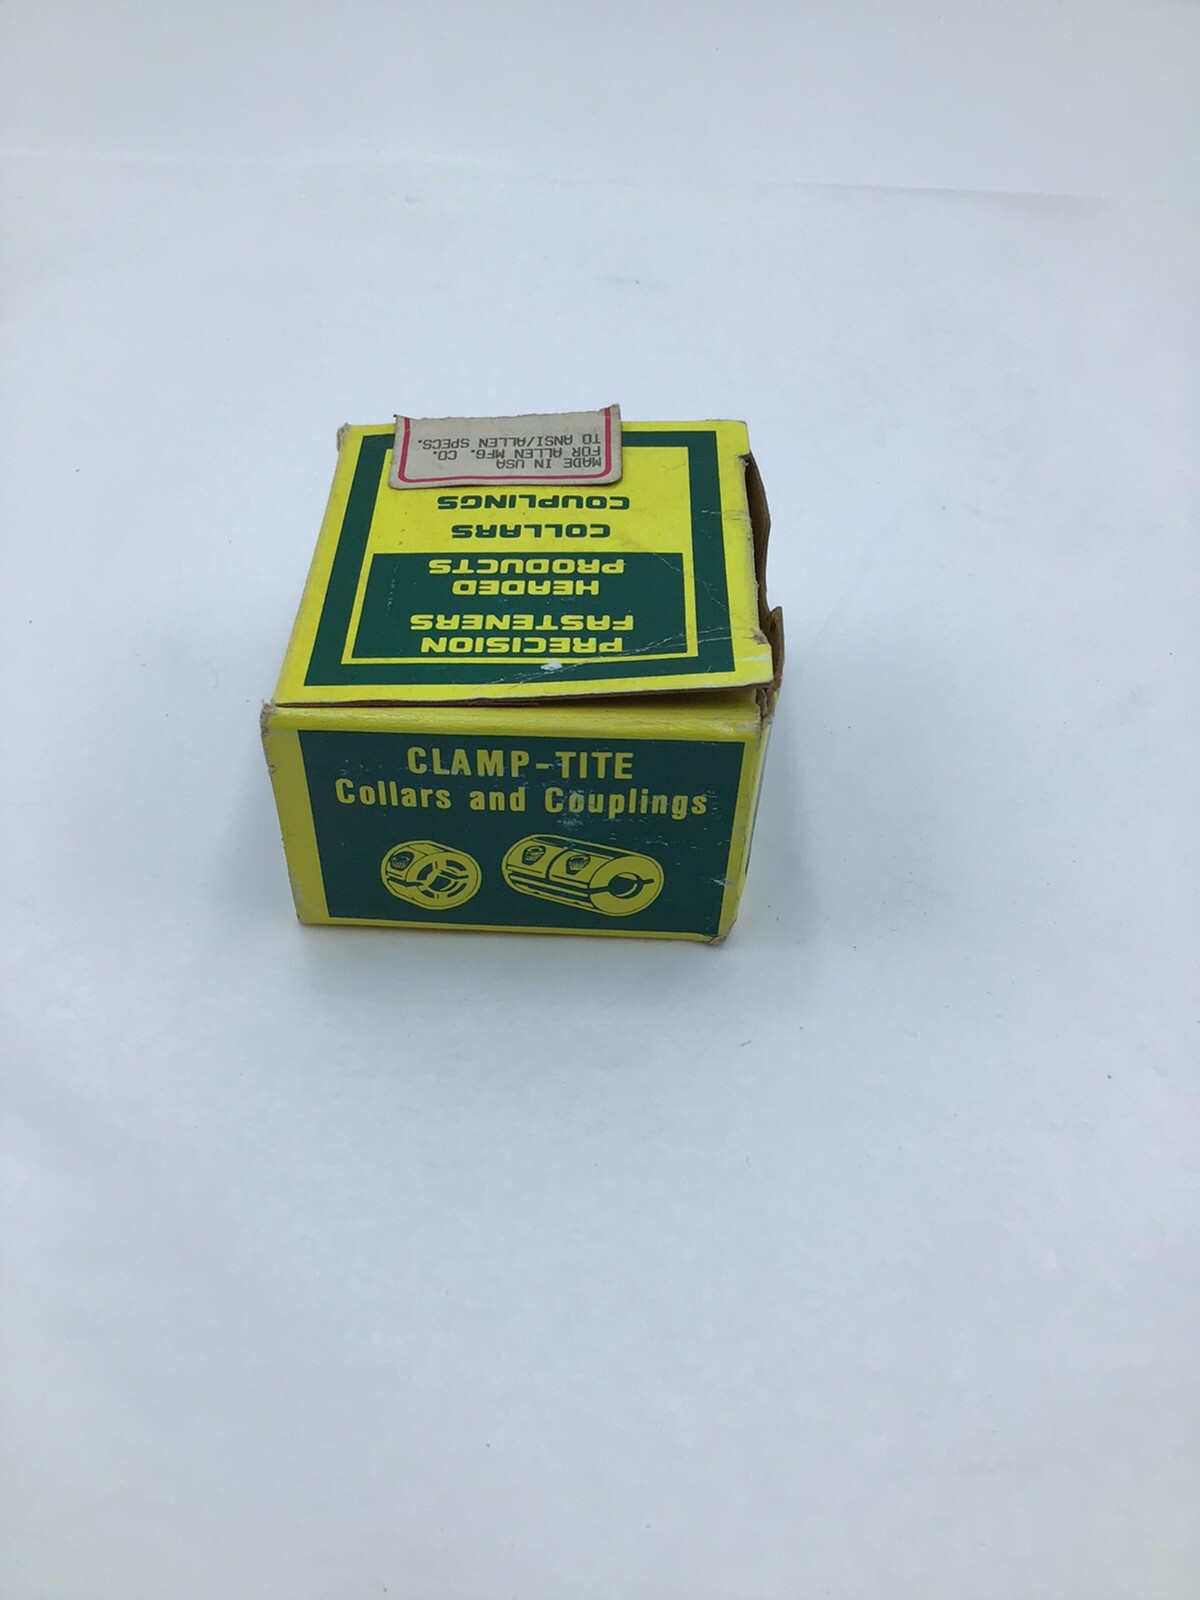 PRECISION
FASTENERS
HEADED
PRODUCTS
COLLARS
COUPLINGS
MADE IN USA
FOR ALLEN MFG. CO.
TO ANSI/ALLEN SPECS.
CLAMP-TITE
Collars and Couplings